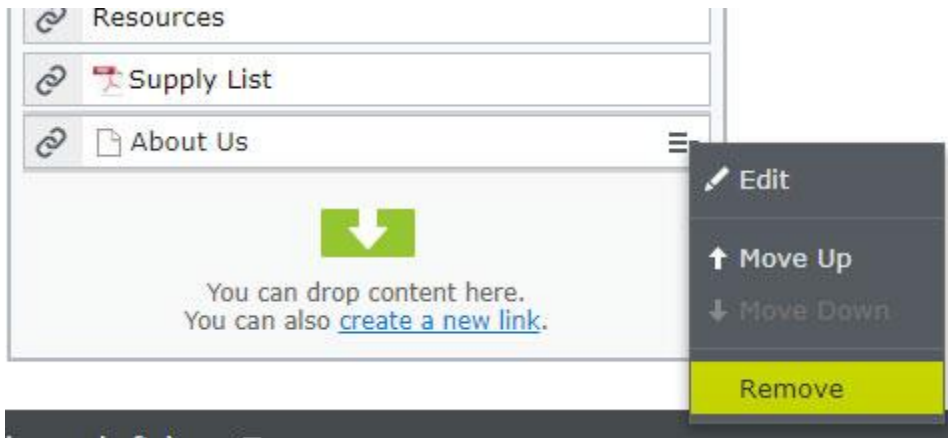 Resources
Supply List
About Us
Edit
Move Up
Move Down
Remove
You can drop content here.
You can also create a new link.